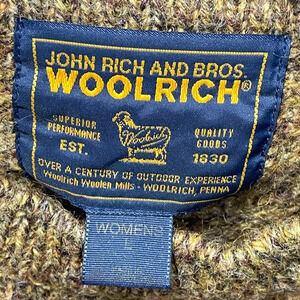 JOHN RICH AND BROS.
WOOLRICH®
SUPERIOR PERFORMANCE
QUALITY GOODS
Woolrich
EST. 1830
OVER A CENTURY OF OUTDOOR EXPERIENCE
Woolrich Woolen Mills - WOOLRICH, PENNA
WOMENS